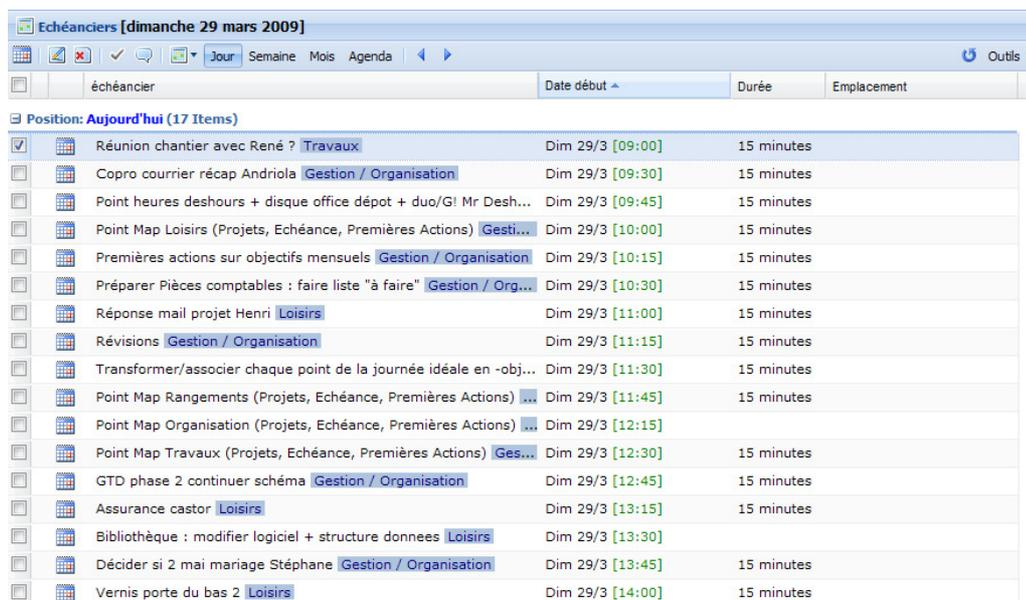 Echéanciers [dimanche 29 mars 2009]
Jour Semaine Mois Agenda Outils
échéancier Date début Durée Emplacement
Position: Aujourd'hui (17 Items)
Réunion chantier avec René ? Travaux Dim 29/3 [09:00] 15 minutes
Copro courrier récap Andriola Gestion / Organisation Dim 29/3 [09:30] 15 minutes
Point heures deshours + disque office dépot + duo/G! Mr Desh... Dim 29/3 [09:45] 15 minutes
Point Map Loisirs (Projets, Echéance, Premières Actions) Gesti... Dim 29/3 [10:00] 15 minutes
Premières actions sur objectifs mensuels Gestion / Organisation Dim 29/3 [10:15] 15 minutes
Préparer Pièces comptables : faire liste "à faire" Gestion / Org... Dim 29/3 [10:30] 15 minutes
Réponse mail projet Henri Loisirs Dim 29/3 [11:00] 15 minutes
Révisions Gestion / Organisation Dim 29/3 [11:15] 15 minutes
Transformer/associer chaque point de la journée idéale en -obj... Dim 29/3 [11:30] 15 minutes
Point Map Rangements (Projets, Echéance, Premières Actions) ... Dim 29/3 [11:45] 15 minutes
Point Map Organisation (Projets, Echéance, Premières Actions) ... Dim 29/3 [12:15]
Point Map Travaux (Projets, Echéance, Premières Actions) Ges... Dim 29/3 [12:30] 15 minutes
GTD phase 2 continuer schéma Gestion / Organisation Dim 29/3 [12:45] 15 minutes
Assurance castor Loisirs Dim 29/3 [13:15] 15 minutes
Bibliothèque : modifier logiciel + structure donnees Loisirs Dim 29/3 [13:30]
Décider si 2 mai mariage Stéphane Gestion / Organisation Dim 29/3 [13:45] 15 minutes
Vernis porte du bas 2 Loisirs Dim 29/3 [14:00] 15 minutes